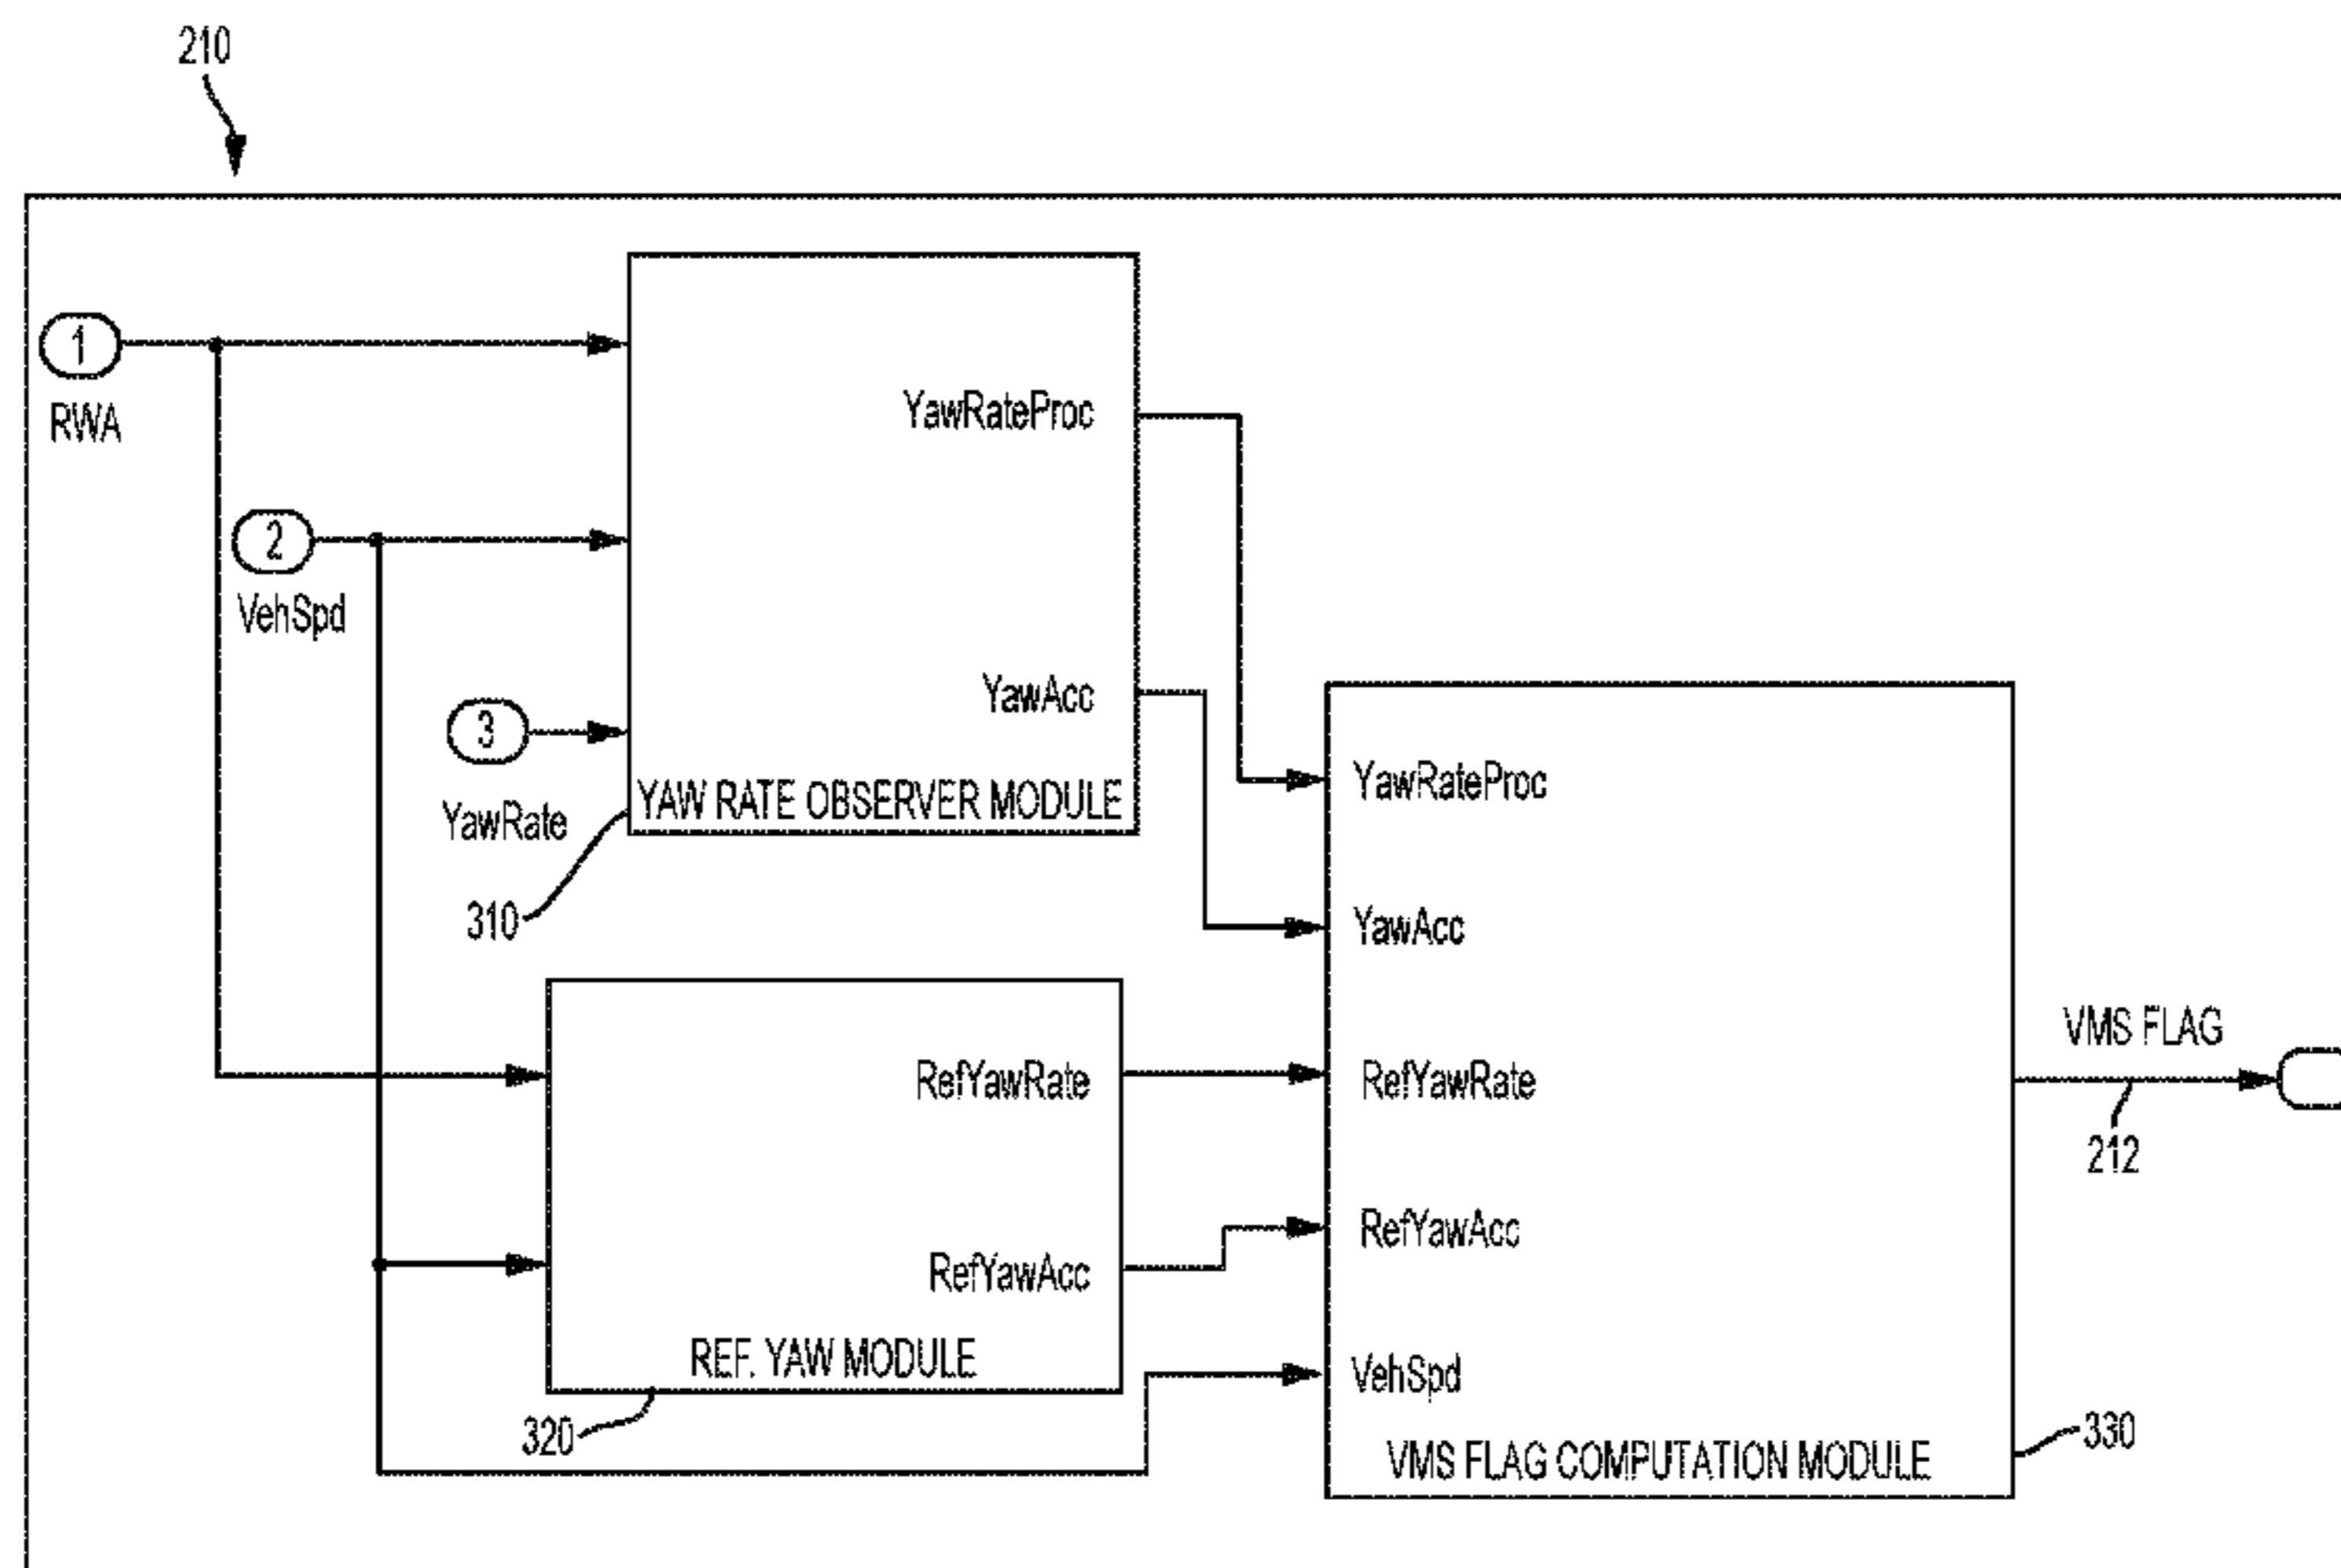 210
1
RWA
YawRateProc
2
VehSpd
YawAcc
3
YawRate
YAW RATE OBSERVER MODULE
310
YawRateProc
YawAcc
RefYawRate
RefYawAcc
REF. YAW MODULE
320
RefYawRate
RefYawAcc
VehSpd
VMS FLAG COMPUTATION MODULE
330
VMS FLAG
212